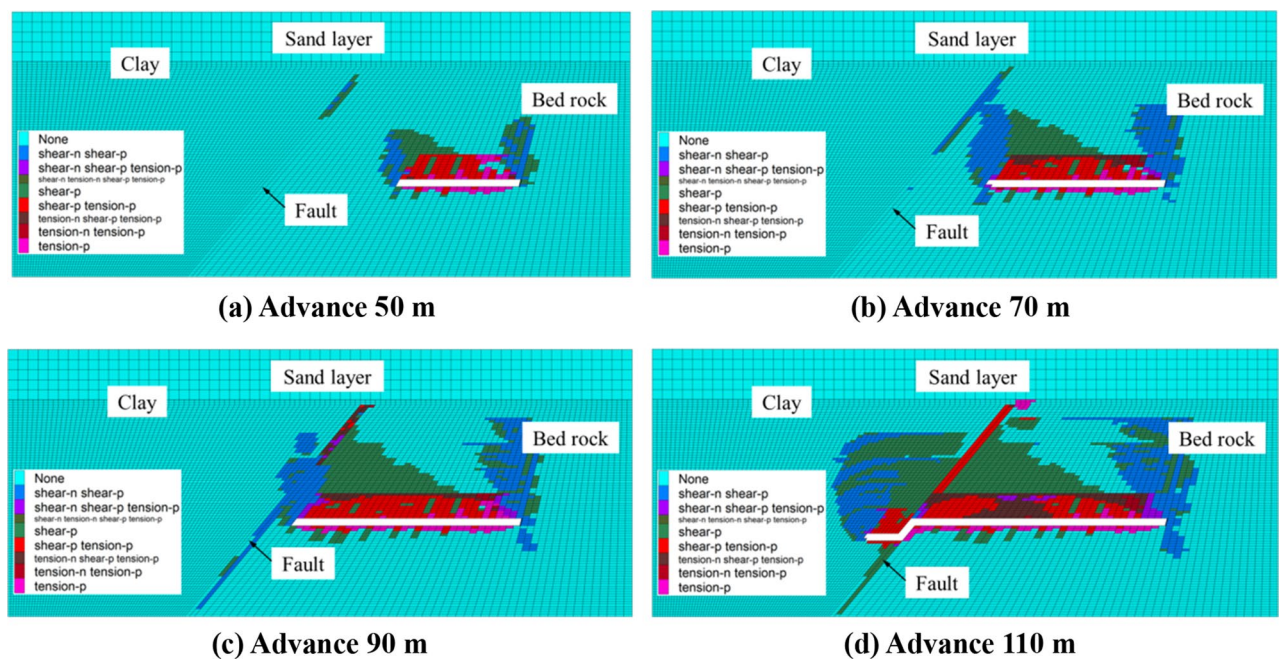 Sand layer
Clay
Bed rock
None
shear-n shear-p
shear-n shear-p tension-p
shear-n tension-n shear-p tension-p
shear-p
shear-p tension-p
tension-n shear-p tension-p
tension-n tension-p
tension-p
Fault
(a) Advance 50 m
Sand layer
Clay
Bed rock
None
shear-n shear-p
shear-n shear-p tension-p
shear-n tension-n shear-p tension-p
shear-p
shear-p tension-p
tension-n shear-p tension-p
tension-n tension-p
tension-p
Fault
(b) Advance 70 m
Sand layer
Clay
Bed rock
None
shear-n shear-p
shear-n shear-p tension-p
shear-n tension-n shear-p tension-p
shear-p
shear-p tension-p
tension-n shear-p tension-p
tension-n tension-p
tension-p
Fault
(c) Advance 90 m
Sand layer
Clay
Bed rock
None
shear-n shear-p
shear-n shear-p tension-p
shear-n tension-n shear-p tension-p
shear-p
shear-p tension-p
tension-n shear-p tension-p
tension-n tension-p
tension-p
Fault
(d) Advance 110 m